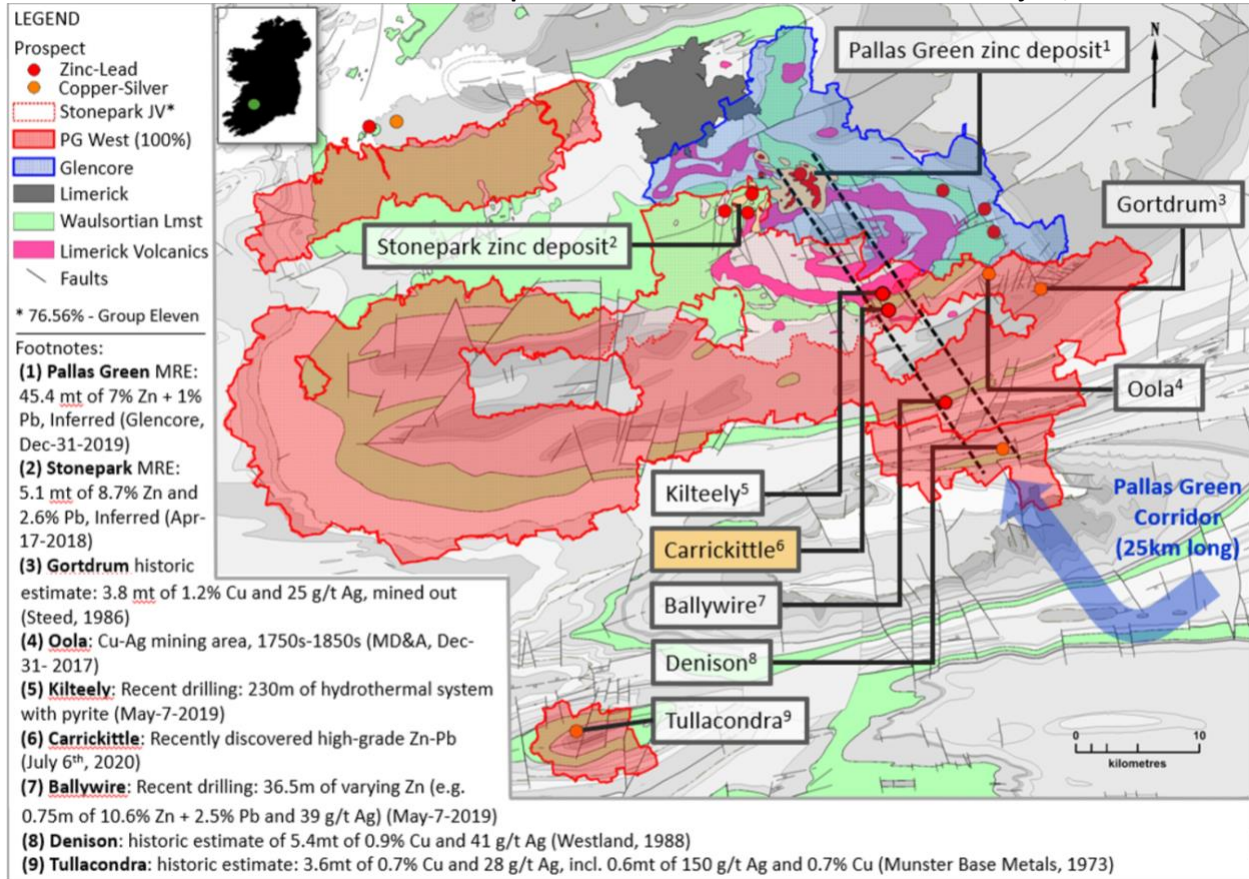 LEGEND
Prospect
Zinc-Lead
Copper-Silver
Stonepark JV*
PG West (100%)
Glencore
Limerick
Waulsortian Lmst
Limerick Volcanics
Faults
* 76.56% - Group Eleven
Footnotes:
(1) Pallas Green MRE:
45.4 mt of 7% Zn + 1%
Pb, Inferred (Glencore,
Dec-31-2019)
(2) Stonepark MRE:
5.1 mt of 8.7% Zn and
2.6% Pb, Inferred (Apr-
17-2018)
(3) Gortdrum historic
estimate: 3.8 mt of 1.2% Cu and 25 g/t Ag, mined out
(Steed, 1986)
(4) Oola: Cu-Ag mining area, 1750s-1850s (MD&A, Dec-
31- 2017)
(5) Kilteely: Recent drilling: 230m of hydrothermal system
with pyrite (May-7-2019)
(6) Carrickittle: Recently discovered high-grade Zn-Pb
(July 6th, 2020)
(7) Ballywire: Recent drilling: 36.5m of varying Zn (e.g.
0.75m of 10.6% Zn + 2.5% Pb and 39 g/t Ag) (May-7-2019)
(8) Denison: historic estimate of 5.4mt of 0.9% Cu and 41 g/t Ag (Westland, 1988)
(9) Tullacondra: historic estimate: 3.6mt of 0.7% Cu and 28 g/t Ag, incl. 0.6mt of 150 g/t Ag and 0.7% Cu (Munster Base Metals, 1973)
Pallas Green zinc deposit1
N
Gortdrum3
Stonepark zinc deposit2
Oola4
Kilteely5
Carrickittle6
Ballywire7
Denison8
Tullacondra9
Pallas Green
Corridor
(25km long)
0 10
kilometres